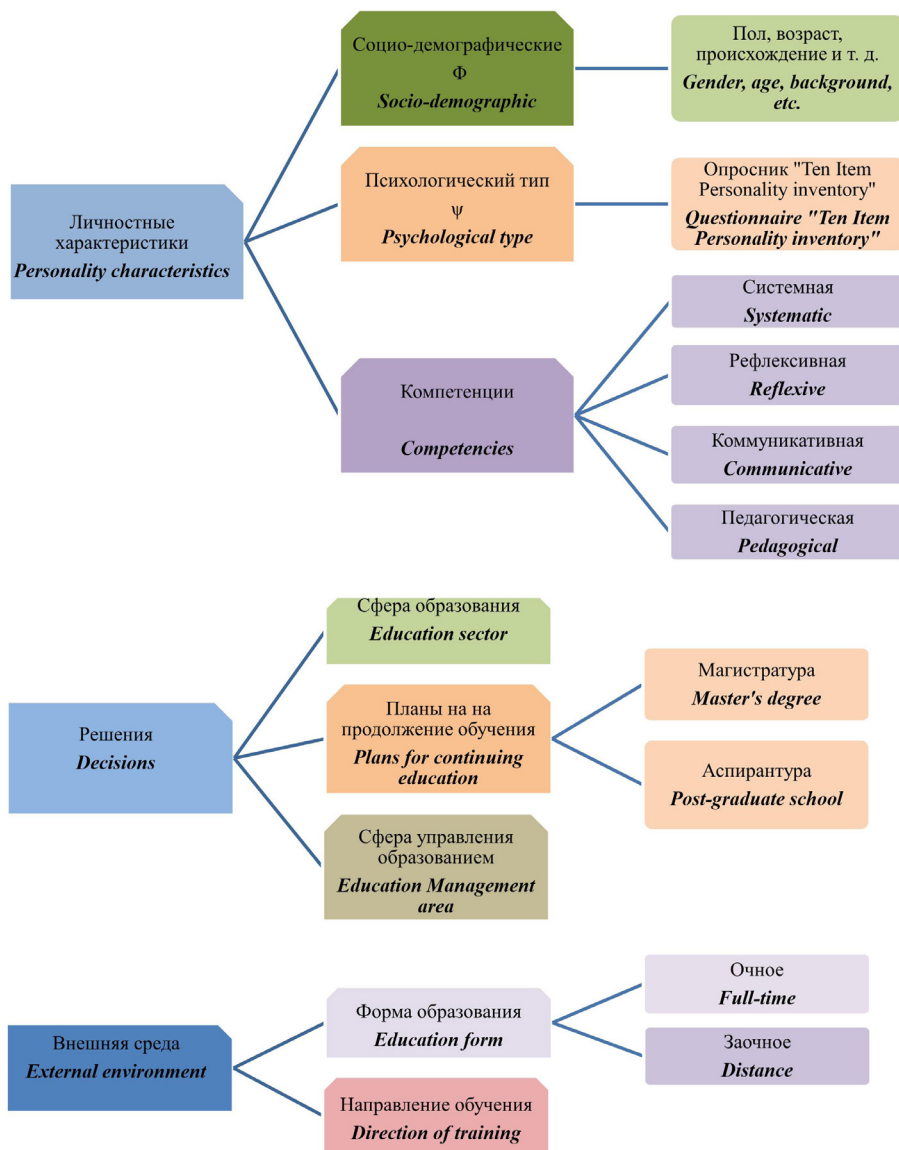 Личностные
характеристики
Personality characteristics
Социо-демографические
Ф
Socio-demographic
Пол, возраст,
происхождение и т. д.
Gender, age, background,
etc.
Психологический тип
ψ
Psychological type
Опросник "Ten Item
Personality inventory"
Questionnaire "Ten Item
Personality inventory"
Компетенции
Competencies
Системная
Systematic
Рефлексивная
Reflexive
Коммуникативная
Communicative
Педагогическая
Pedagogical
Решения
Decisions
Сфера образования
Education sector
Планы на на
продолжение обучения
Plans for continuing
education
Магистратура
Master's degree
Аспирантура
Post-graduate school
Сфера управления
образованием
Education Management
area
Внешняя среда
External environment
Форма образования
Education form
Очное
Full-time
Заочное
Distance
Направление обучения
Direction of training